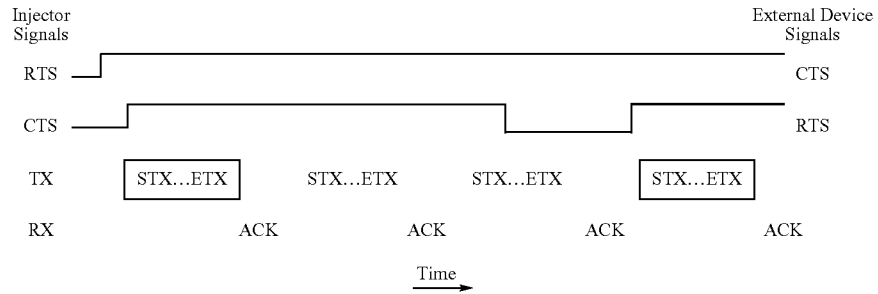 Injector
Signals
External Device
Signals
RTS
CTS
CTS
RTS
TX
STX...ETX
STX...ETX
STX...ETX
STX...ETX
RX
ACK
ACK
ACK
ACK
Time